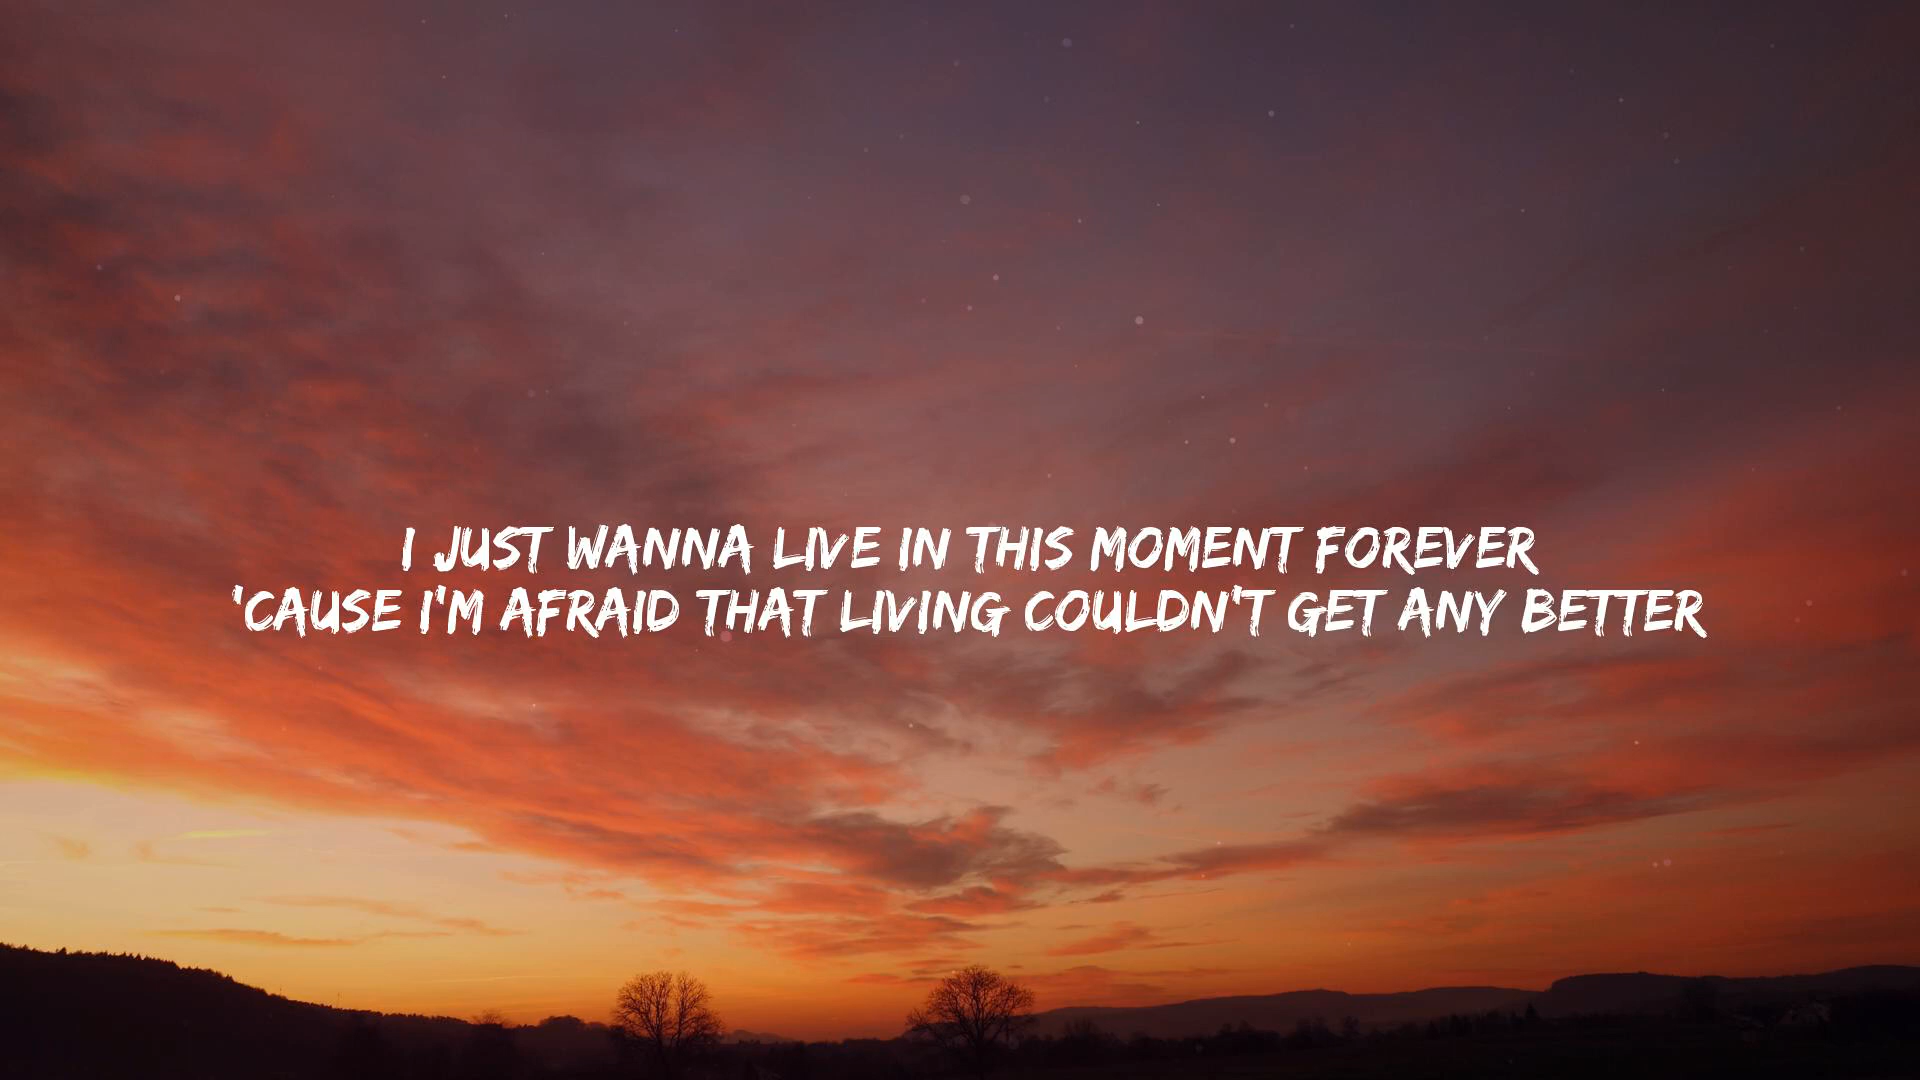 I JUST WANNA LIVE IN THIS MOMENT FOREVER
'CAUSE I'M AFRAID THAT LIVING COULDN'T GET ANY BETTER